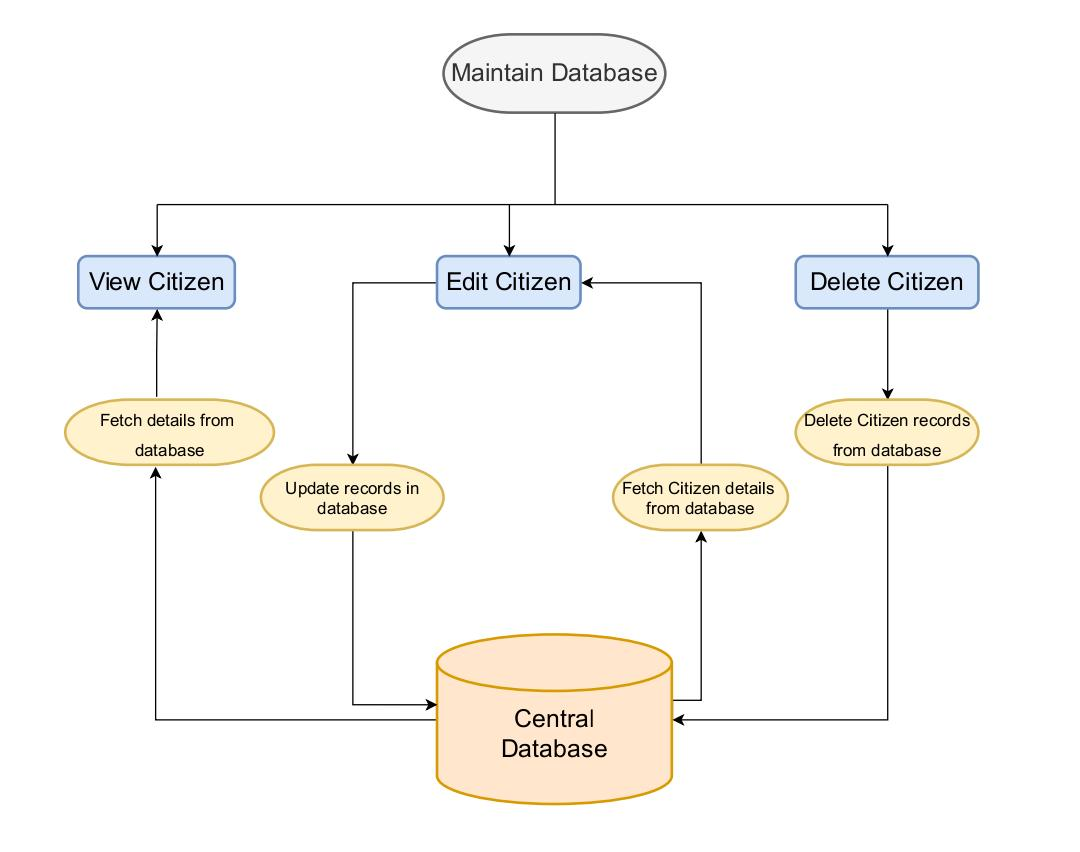 Maintain Database
View Citizen
Edit Citizen
Delete Citizen
Fetch details from
database
Update records in
database
Fetch Citizen details
from database
Delete Citizen records
from database
Central
Database